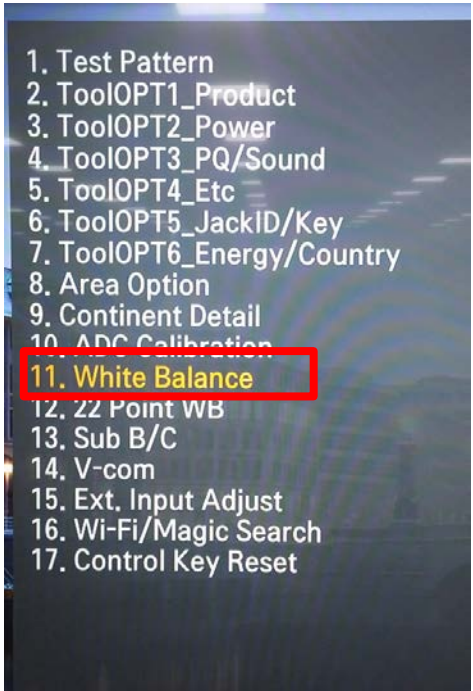 1. Test Pattern
2. ToolOPT1_Product
3. ToolOPT2_Power
4. ToolOPT3_PQ/Sound
5. ToolOPT4_Etc
6. ToolOPT5_JackID/Key
7. ToolOPT6_Energy/Country
8. Area Option
9. Continent Detail
10. ADC Calibration
11. White Balance
12. 22 Point WB
13. Sub B/C
14. V-com
15. Ext. Input Adjust
16. Wi-Fi/Magic Search
17. Control Key Reset